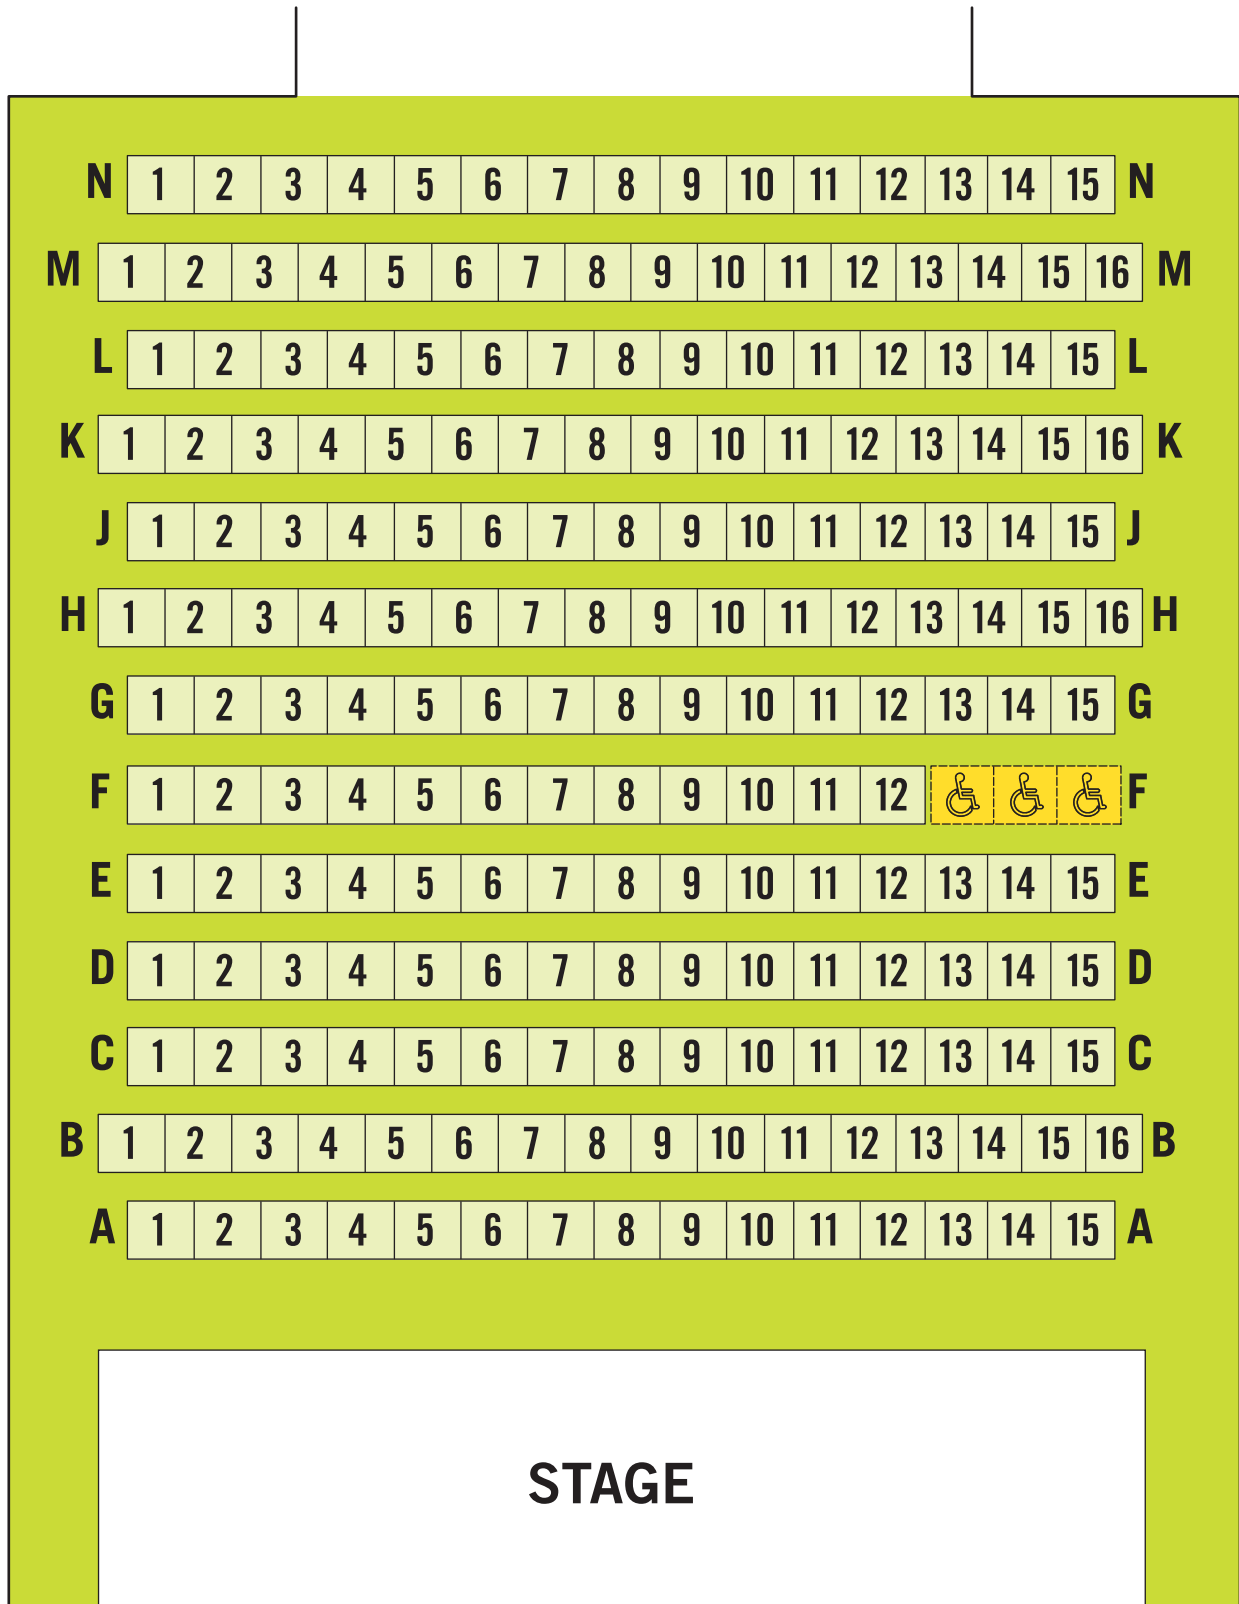 N 1 2 3 4 5 6 7 8 9 10 11 12 13 14 15 N
M 1 2 3 4 5 6 7 8 9 10 11 12 13 14 15 16 M
L 1 2 3 4 5 6 7 8 9 10 11 12 13 14 15 L
K 1 2 3 4 5 6 7 8 9 10 11 12 13 14 15 16 K
J 1 2 3 4 5 6 7 8 9 10 11 12 13 14 15 J
H 1 2 3 4 5 6 7 8 9 10 11 12 13 14 15 16 H
G 1 2 3 4 5 6 7 8 9 10 11 12 13 14 15 G
F 1 2 3 4 5 6 7 8 9 10 11 12 F
E 1 2 3 4 5 6 7 8 9 10 11 12 13 14 15 E
D 1 2 3 4 5 6 7 8 9 10 11 12 13 14 15 D
C 1 2 3 4 5 6 7 8 9 10 11 12 13 14 15 C
B 1 2 3 4 5 6 7 8 9 10 11 12 13 14 15 16 B
A 1 2 3 4 5 6 7 8 9 10 11 12 13 14 15 A
STAGE